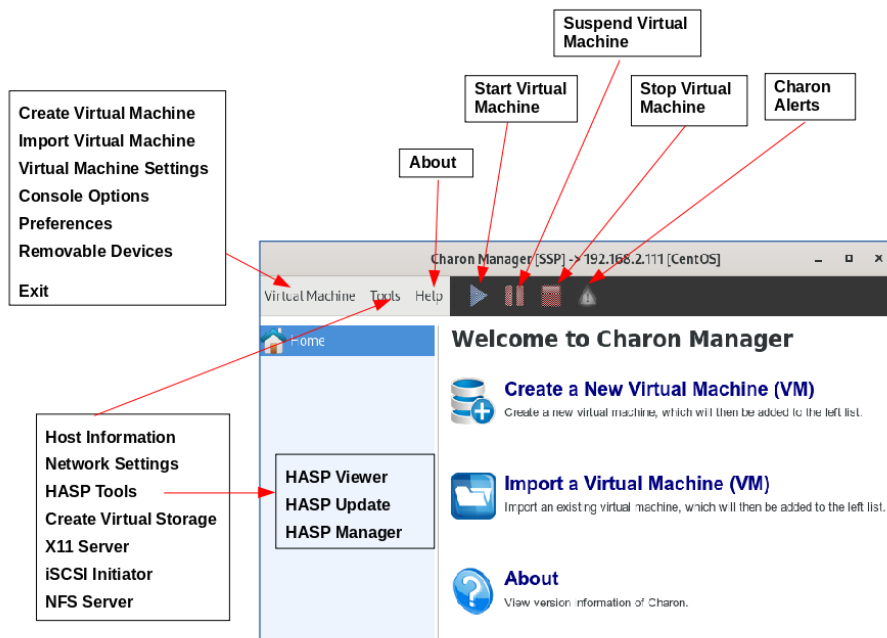 Suspend Virtual
Machine
Start Virtual
Machine
Stop Virtual
Machine
Charon
Alerts
About
Create Virtual Machine
Import Virtual Machine
Virtual Machine Settings
Console Options
Preferences
Removable Devices
Exit
Charon Manager [SSP] -> 192.168.2.111 [CentOS]
Virtual Machine Tools Help
Home
Welcome to Charon Manager
Create a New Virtual Machine (VM)
Create a new virtual machine, which will then be added to the left list.
Import a Virtual Machine (VM)
Import an existing virtual machine, which will then be added to the left list.
About
View version information of Charon.
Host Information
Network Settings
HASP Tools
Create Virtual Storage
X11 Server
iSCSI Initiator
NFS Server
HASP Viewer
HASP Update
HASP Manager